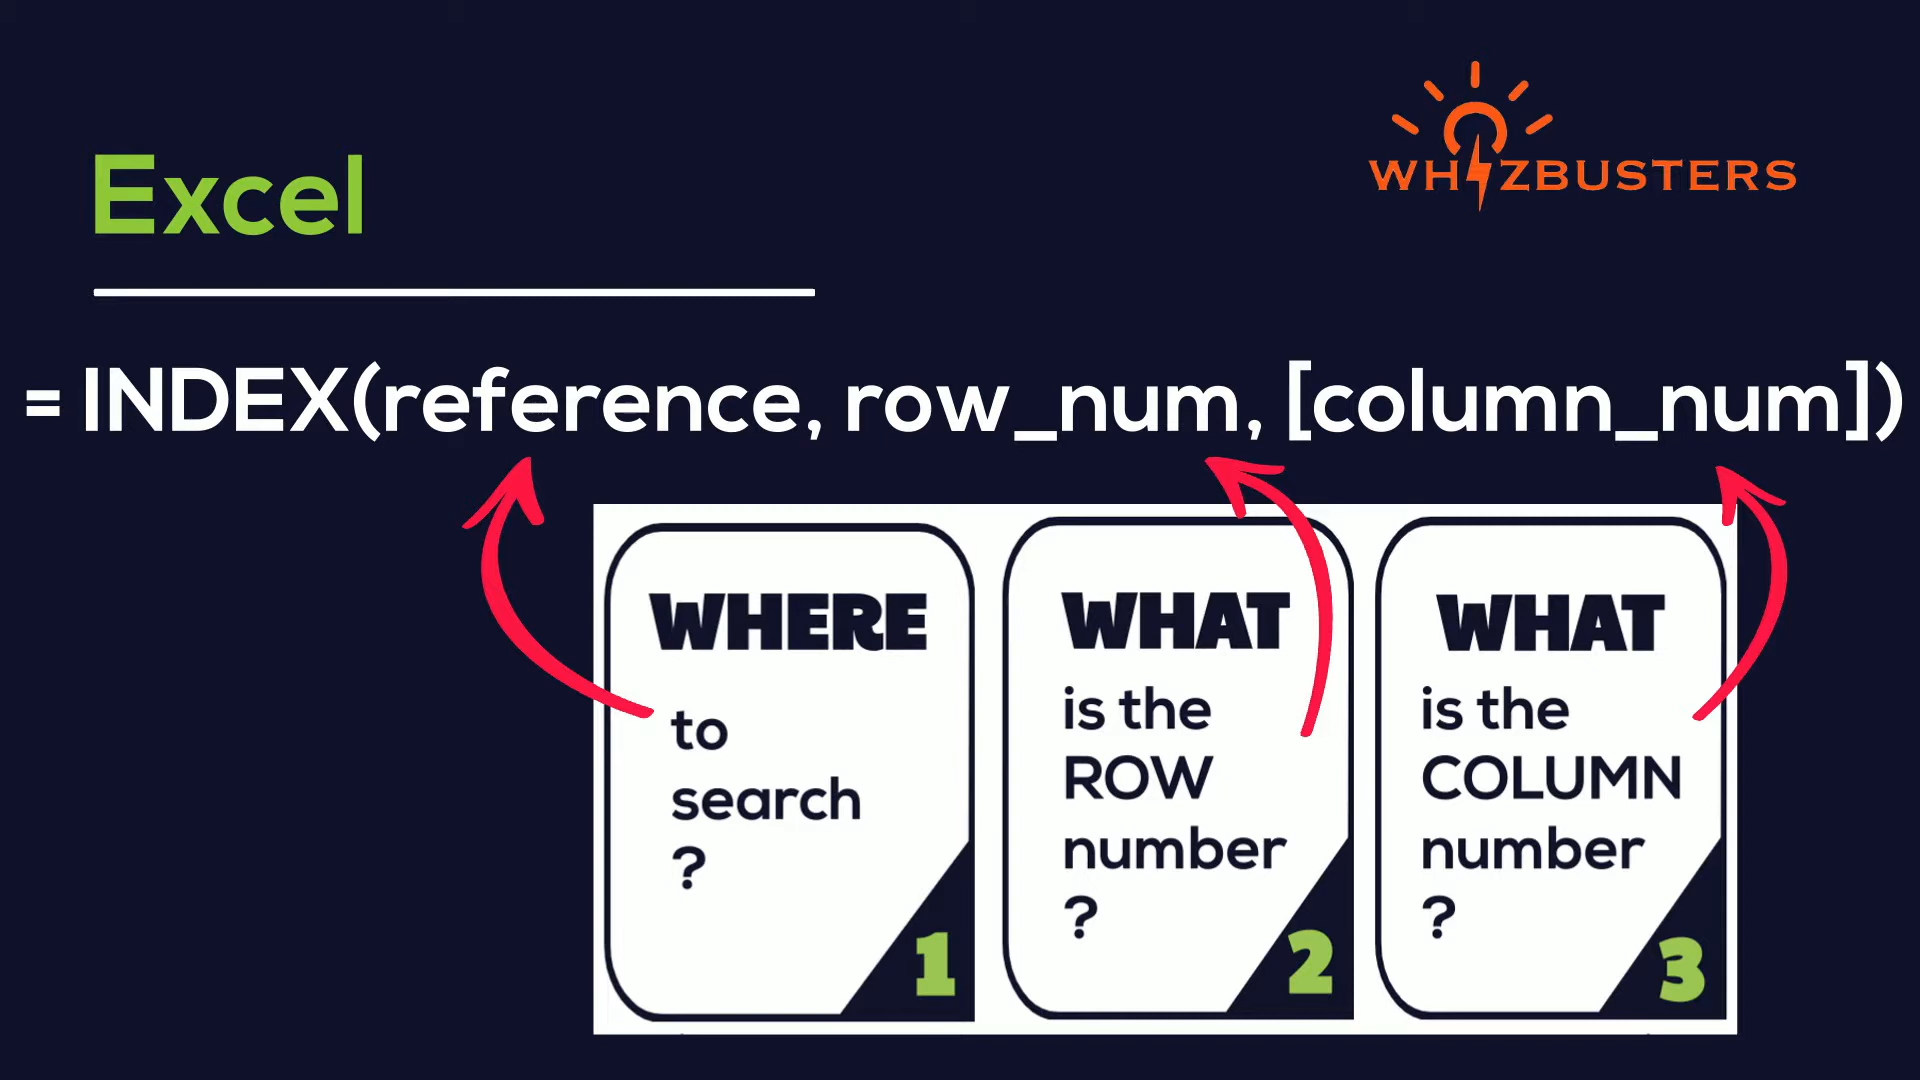 WHIZBUSTERS
Excel
= INDEX(reference, row_num, [column_num])
WHERE
to
search
?
1
WHAT
is the
ROW
number
?
2
WHAT
is the
COLUMN
number
?
3